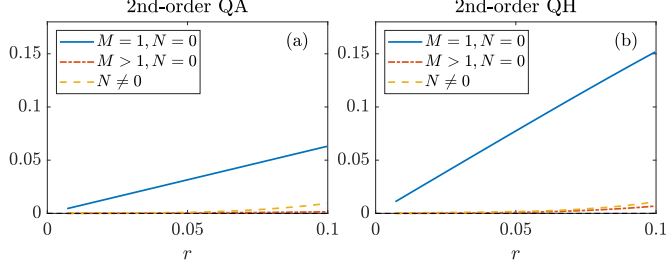 2nd-order QA
2nd-order QH
0.15
0.1
0.05
0
M = 1, N = 0
M > 1, N = 0
N ≠ 0
(a)
0
0.05
0.1
r
0.15
0.1
0.05
0
M = 1, N = 0
M > 1, N = 0
N ≠ 0
(b)
0
0.05
0.1
r